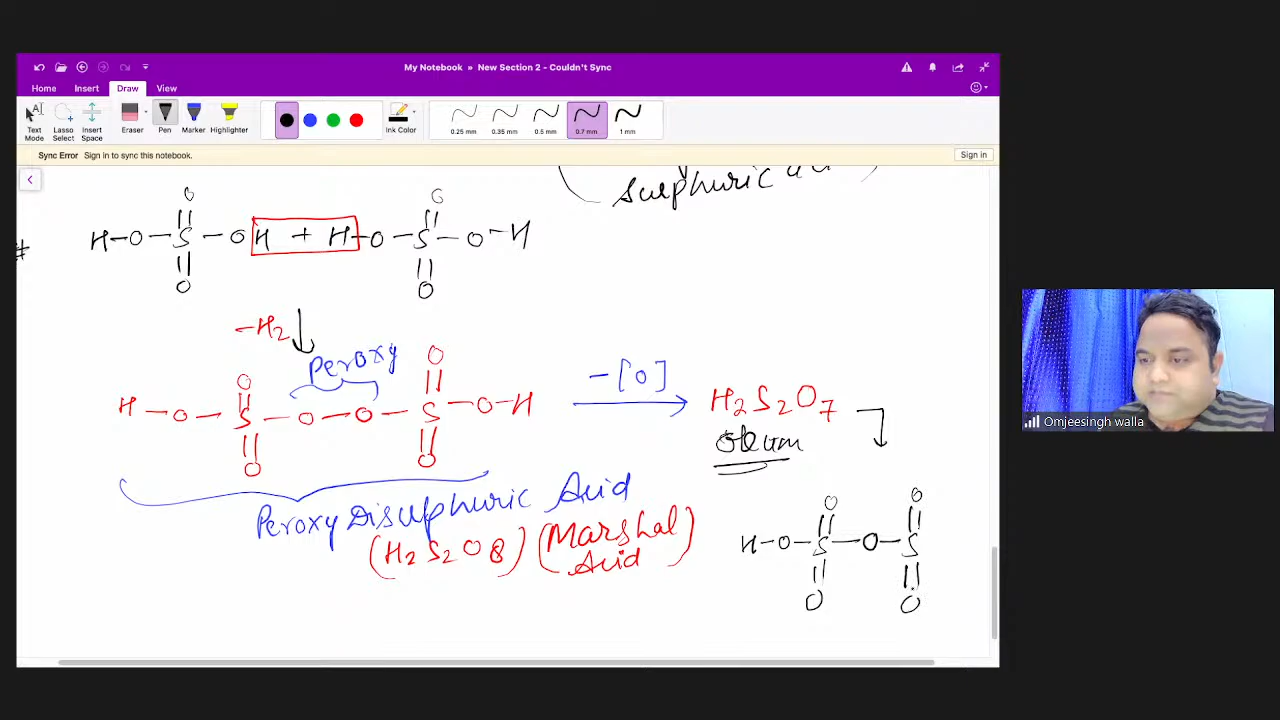 My Notebook » New Section 2 - Couldn't Sync
Home Insert Draw View
Text Mode Lasso Select Insert Space Eraser Pen Marker Highlighter Ink Color 0.25 mm 0.35 mm 0.5 mm 0.7 mm 1 mm
Sync Error Sign in to sync this notebook. Sign in
sulphuric
O O
# H-O-S-OH + H-O-S-O-H
O O
-H2
Peroxy
O O
H-O-S-O-O-S-O-H
O O
-[O]
H2S2O7
Oleum
PeroxyDisulphuric Acid
(H2S2O8) (Marshal Acid)
O O
H-O-S-O-S
O O
Omjeesingh walla